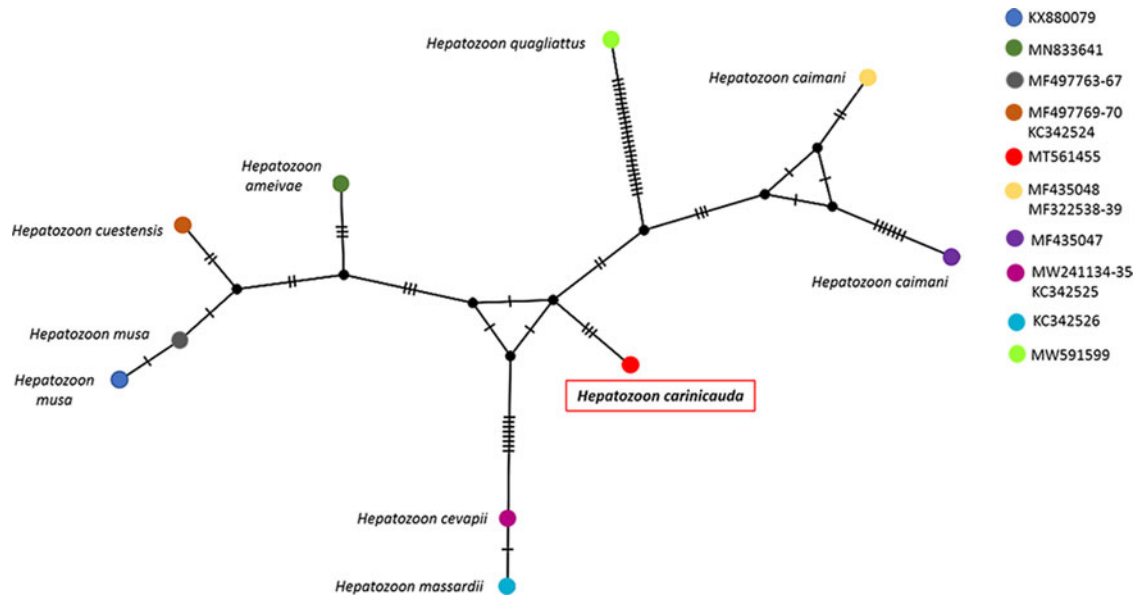 Hepatozoon quagliattus
Hepatozoon caimani
Hepatozoon
ameivae
Hepatozoon cuestensis
Hepatozoon caimani
Hepatozoon musa
Hepatozoon
musa
Hepatozoon carinicauda
Hepatozoon cevapii
Hepatozoon massardii
KX880079
MN833641
MF497763-67
MF497769-70
KC342524
MT561455
MF435048
MF322538-39
MF435047
MW241134-35
KC342525
KC342526
MW591599